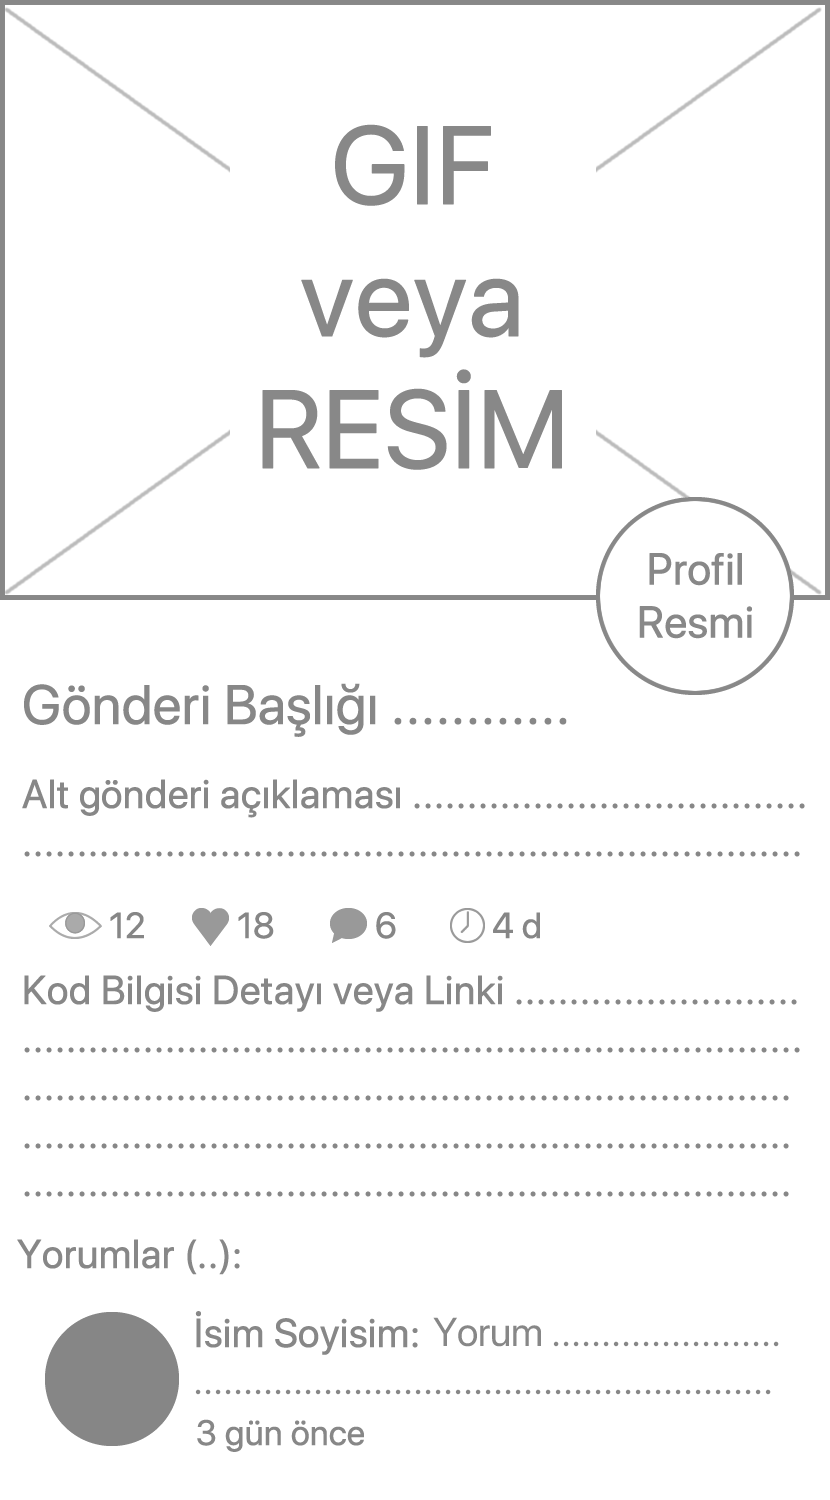 GIF
veya
RESİM
Profil
Resmi
Gönderi Başlığı ............
Alt gönderi açıklaması ....................................
.......................................................................
12 18 6 4 d
Kod Bilgisi Detayı veya Linki ..........................
.......................................................................
......................................................................
......................................................................
......................................................................
Yorumlar (..):
İsim Soyisim: Yorum .......................
..........................................................
3 gün önce